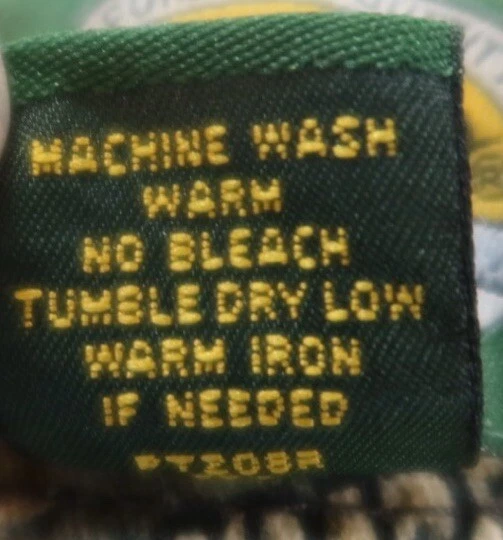 MACHINE WASH
WARM
NO BLEACH
TUMBLE DRY LOW
WARM IRON
IF NEEDED